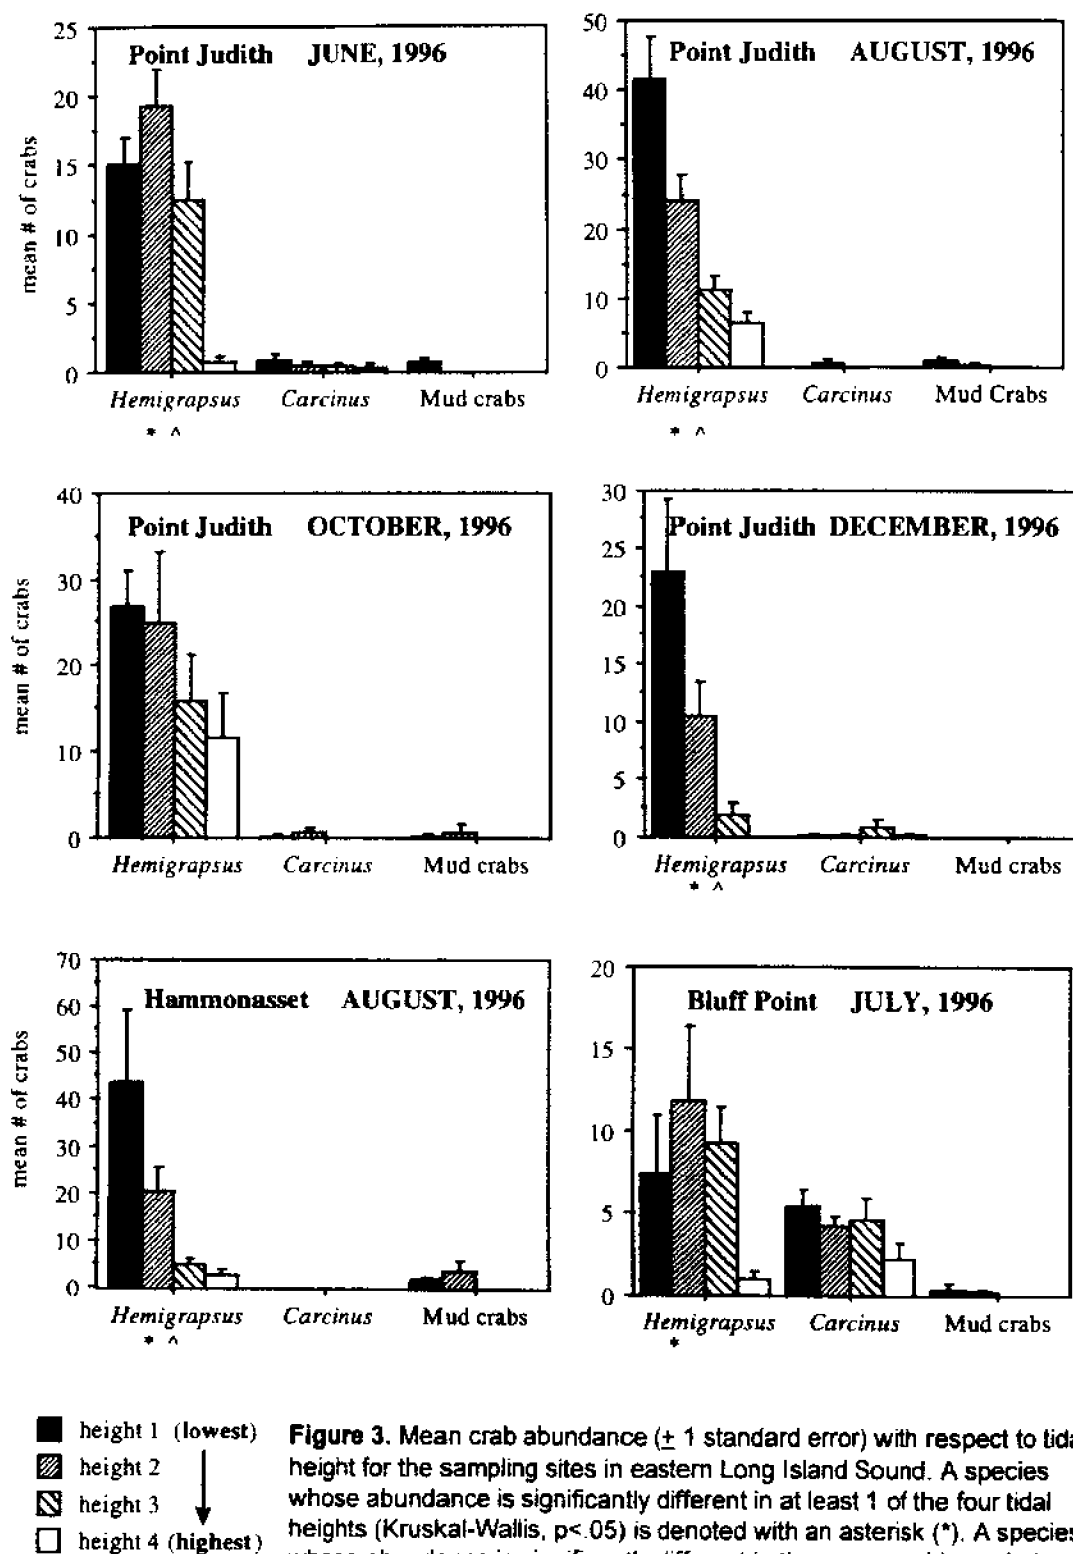 Point Judith JUNE, 1996
25
20
15
10
5
0
mean # of crabs
Hemigrapsus Carcinus Mud crabs
* ^
Point Judith AUGUST, 1996
50
40
30
20
10
0
Hemigrapsus Carcinus Mud Crabs
* ^
Point Judith OCTOBER, 1996
40
30
20
10
0
mean # of crabs
Hemigrapsus Carcinus Mud crabs
Point Judith DECEMBER, 1996
30
25
20
15
10
5
0
Hemigrapsus Carcinus Mud crabs
* ^
Hammonasset AUGUST, 1996
70
60
50
40
30
20
10
0
mean # of crabs
Hemigrapsus Carcinus Mud crabs
* ^
Bluff Point JULY, 1996
20
15
10
5
0
Hemigrapsus Carcinus Mud crabs
*
height 1 (lowest)
height 2
height 3
height 4 (highest)
Figure 3. Mean crab abundance (± 1 standard error) with respect to tida
height for the sampling sites in eastern Long Island Sound. A species
whose abundance is significantly different in at least 1 of the four tidal
heights (Kruskal-Wallis, p<.05) is denoted with an asterisk (*). A species